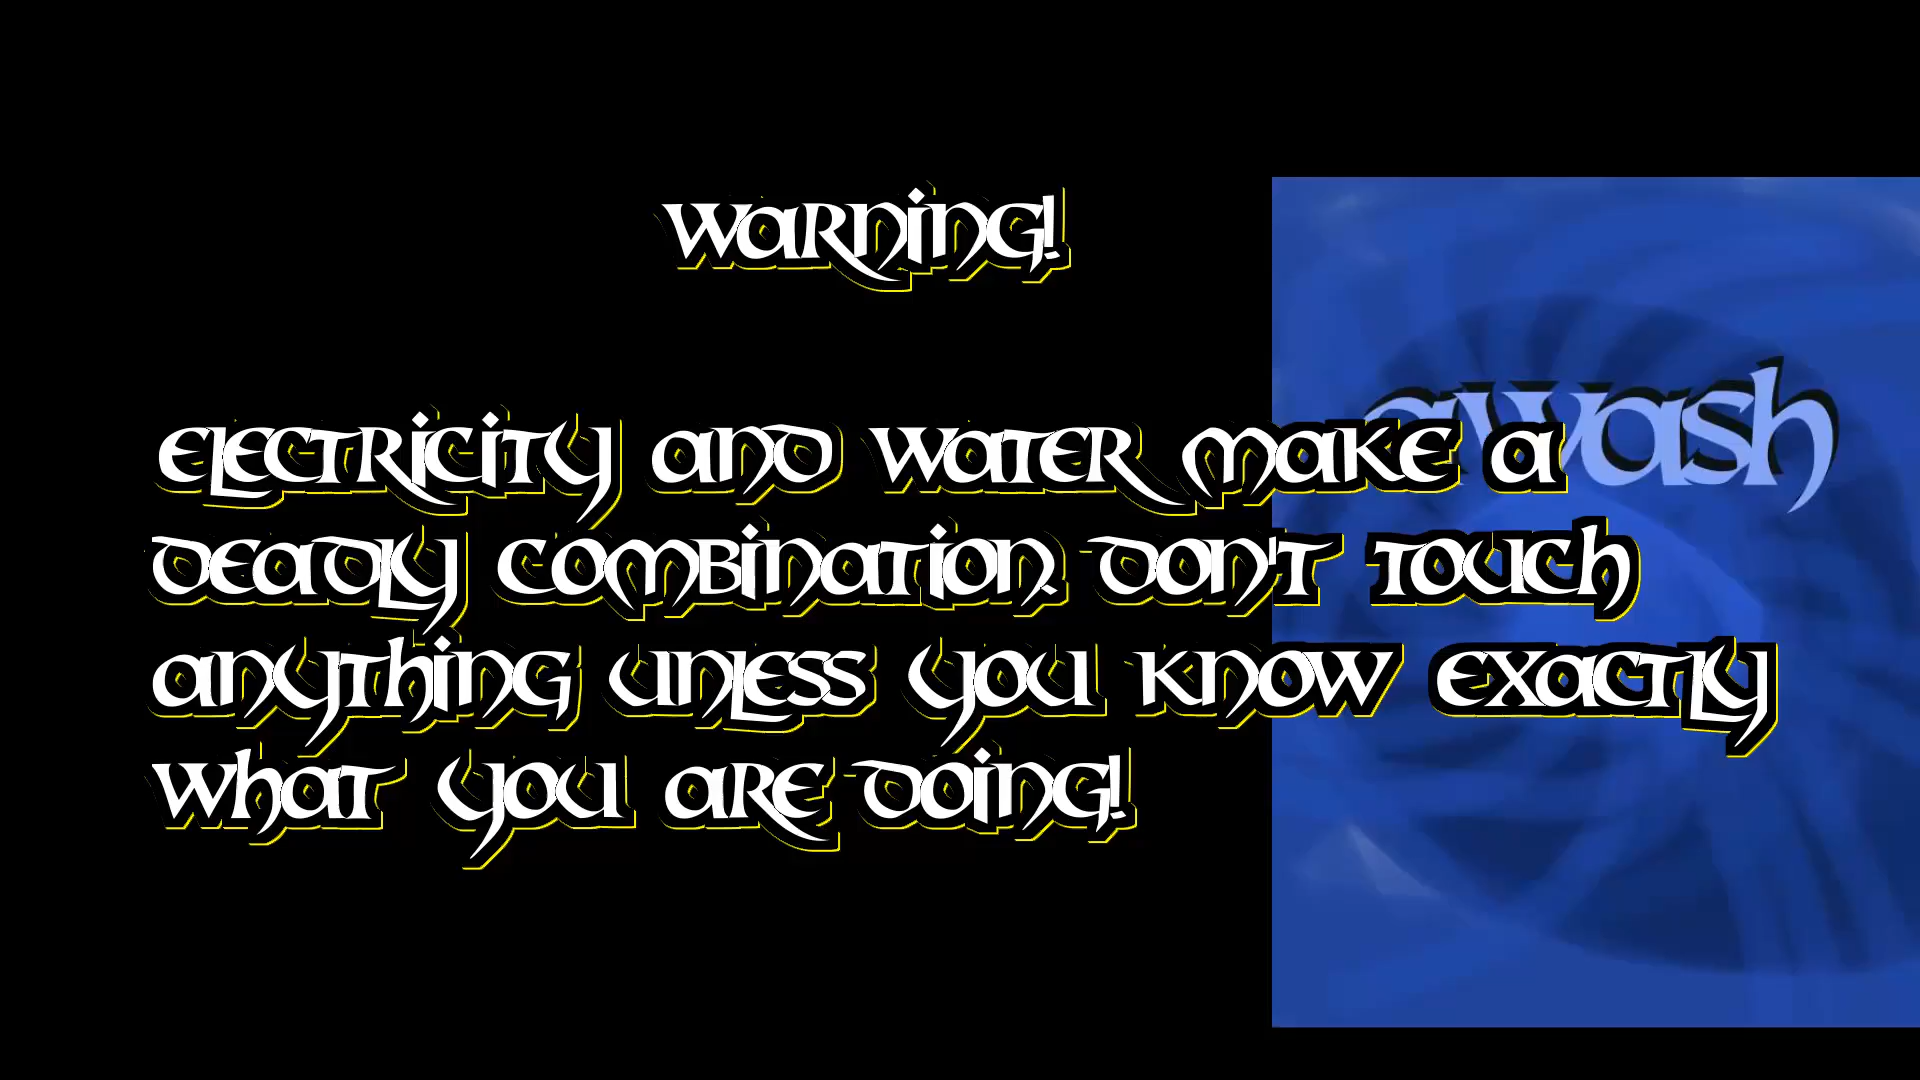 Warning!
Electricity and water make a
awash
deadly combination. Don't touch
anything unless you know exactly
what you are doing!